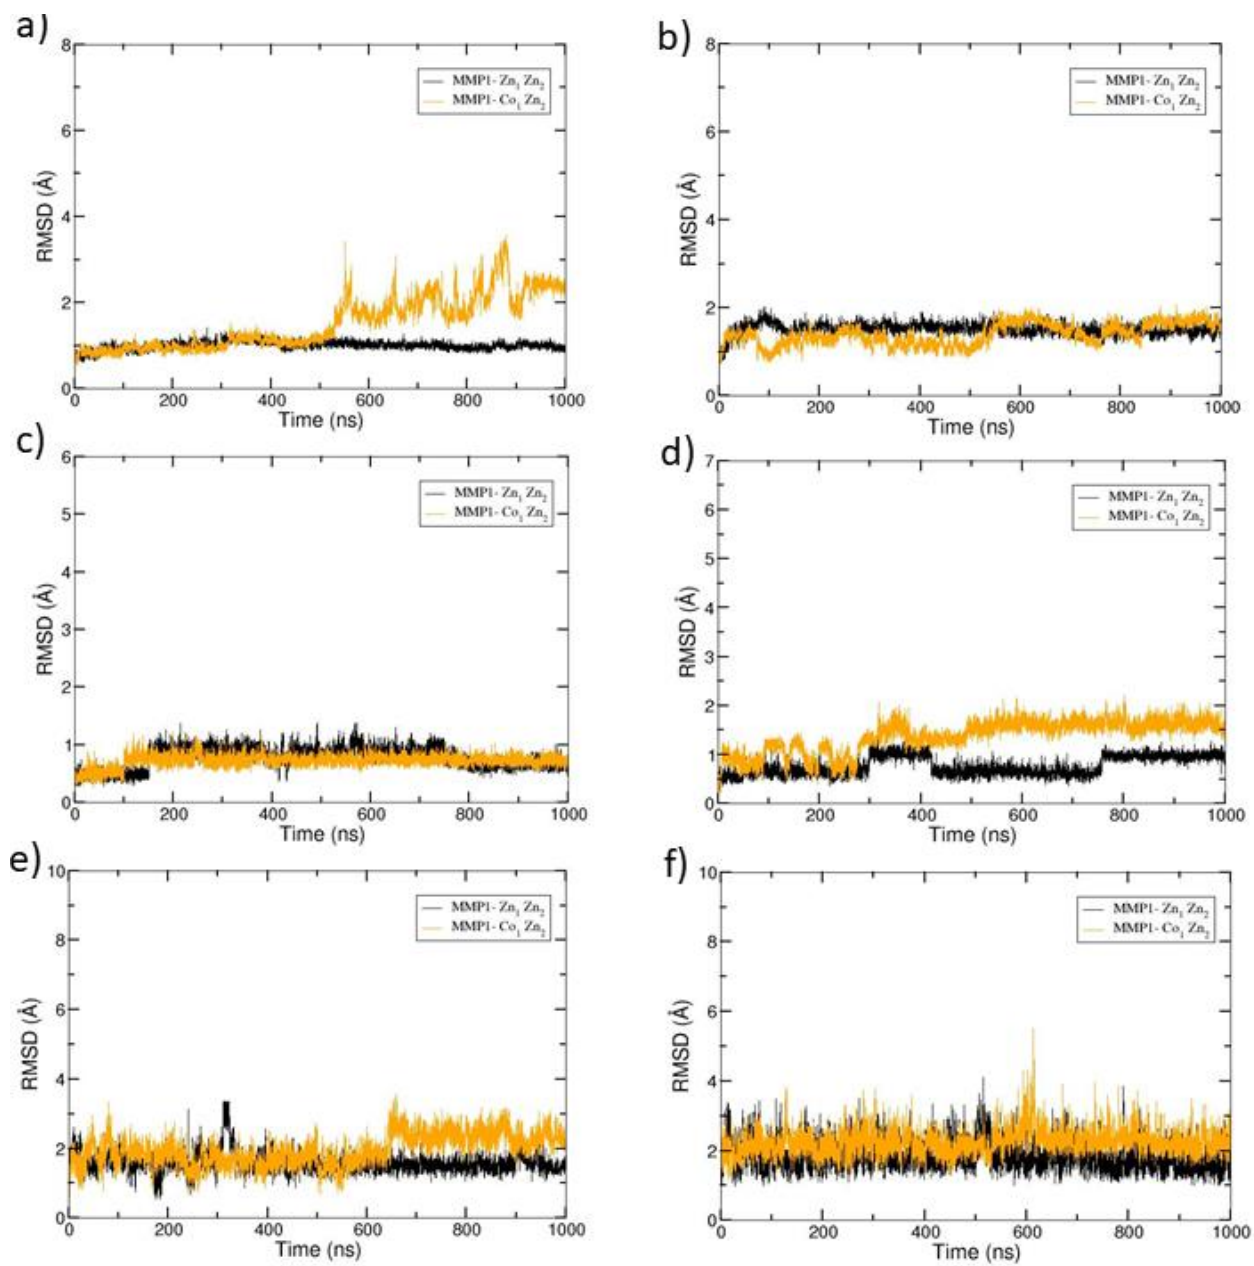 a)
8
6
4
2
0
RMSD (Å)
MMP1- Zn₁ Zn₂
MMP1- Co₁ Zn₂
0 200 400 600 800 1000
Time (ns)
b)
8
6
4
2
0
RMSD (Å)
MMP1- Zn₁ Zn₂
MMP1- Co₁ Zn₂
0 200 400 600 800 1000
Time (ns)
c)
6
5
4
3
2
1
0
RMSD (Å)
MMP1- Zn₁ Zn₂
MMP1- Co₁ Zn₂
0 200 400 600 800 1000
Time (ns)
d)
7
6
5
4
3
2
1
0
RMSD (Å)
MMP1- Zn₁ Zn₂
MMP1- Co₁ Zn₂
0 200 400 600 800 1000
Time (ns)
e)
10
8
6
4
2
0
RMSD (Å)
MMP1- Zn₁ Zn₂
MMP1- Co₁ Zn₂
0 200 400 600 800 1000
Time (ns)
f)
10
8
6
4
2
0
RMSD (Å)
MMP1- Zn₁ Zn₂
MMP1- Co₁ Zn₂
0 200 400 600 800 1000
Time (ns)